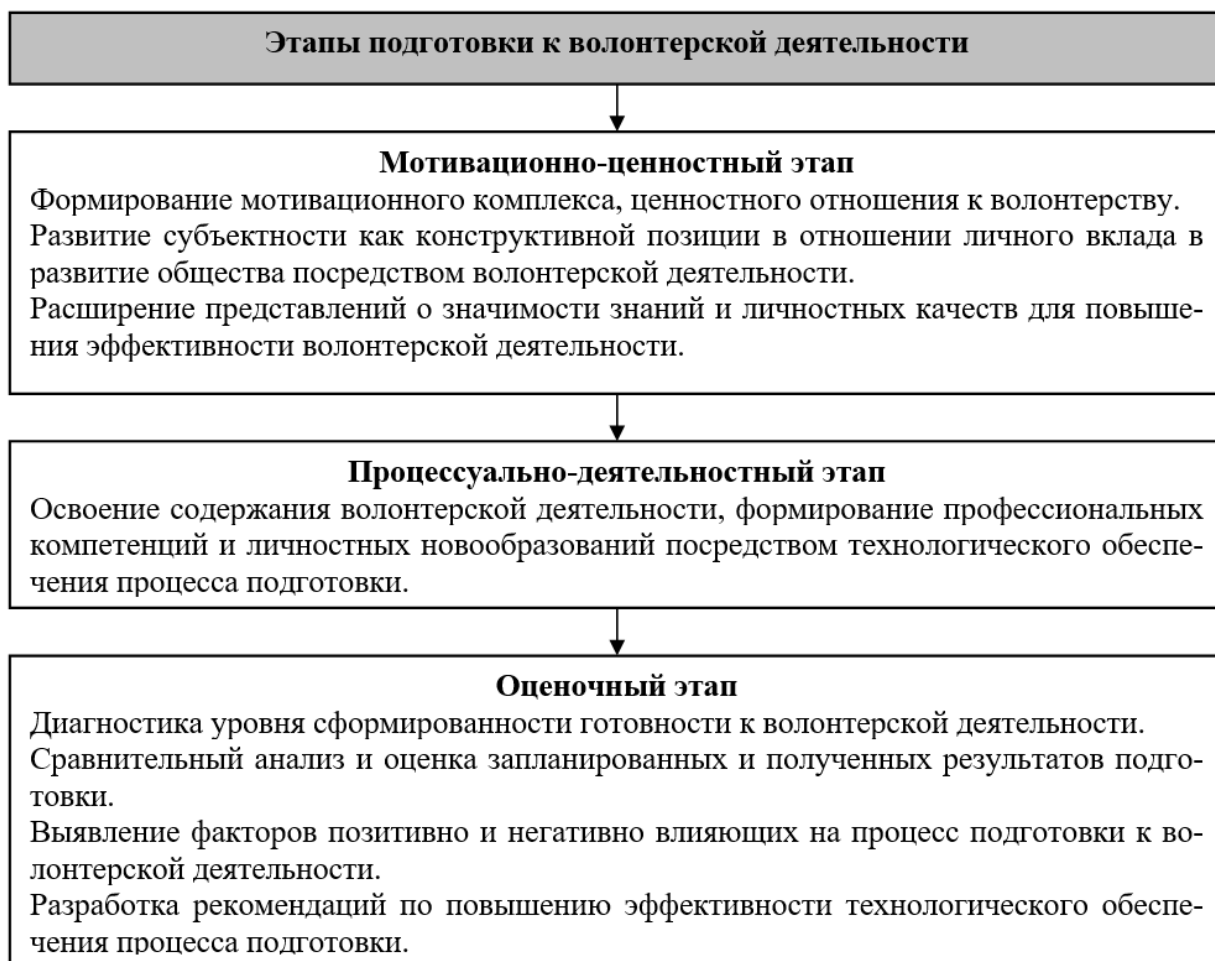 Этапы подготовки к волонтерской деятельности
Мотивационно-ценностный этап
Формирование мотивационного комплекса, ценностного отношения к волонтерству.
Развитие субъектности как конструктивной позиции в отношении личного вклада в
развитие общества посредством волонтерской деятельности.
Расширение представлений о значимости знаний и личностных качеств для повыше-
ния эффективности волонтерской деятельности.
Процессуально-деятельностный этап
Освоение содержания волонтерской деятельности, формирование профессиональных
компетенций и личностных новообразований посредством технологического обеспе-
чения процесса подготовки.
Оценочный этап
Диагностика уровня сформированности готовности к волонтерской деятельности.
Сравнительный анализ и оценка запланированных и полученных результатов подго-
товки.
Выявление факторов позитивно и негативно влияющих на процесс подготовки к во-
лонтерской деятельности.
Разработка рекомендаций по повышению эффективности технологического обеспе-
чения процесса подготовки.